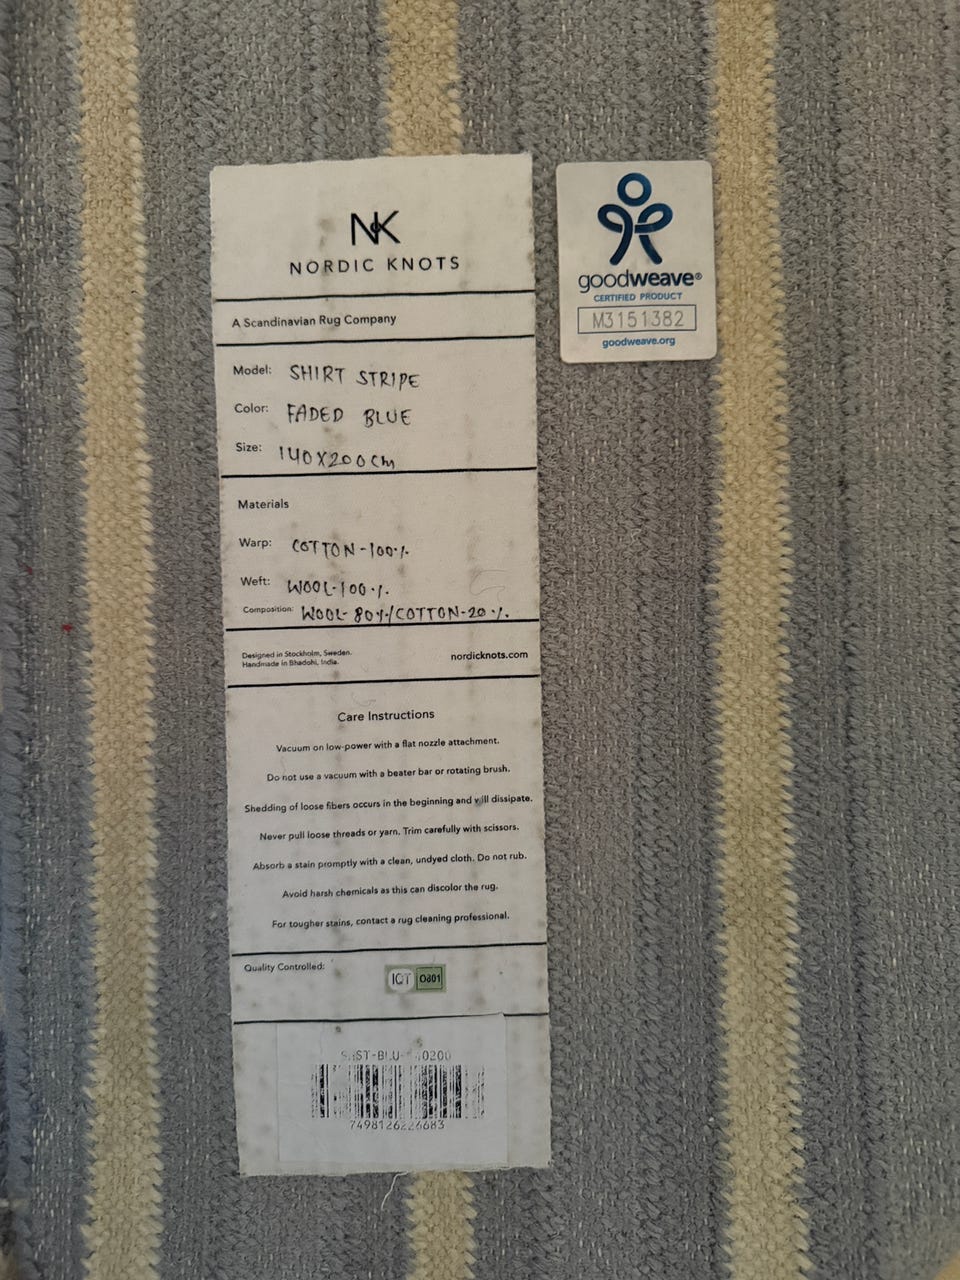 NK
NORDIC KNOTS
A Scandinavian Rug Company
Model: SHIRT STRIPE
Color: FADED BLUE
Size: 140X200Cm
Materials
Warp: COTTON-100%
Weft: WOOL-100%
Composition: WOOL-80%/COTTON-20%
Designed in Stockholm, Sweden.
Handmade in Bhadohi, India.
nordicknots.com
Care Instructions
Vacuum on low-power with a flat nozzle attachment.
Do not use a vacuum with a beater bar or rotating brush.
Shedding of loose fibers occurs in the beginning and will dissipate.
Never pull loose threads or yarn. Trim carefully with scissors.
Absorb a stain promptly with a clean, undyed cloth. Do not rub.
Avoid harsh chemicals as this can discolor the rug.
For tougher stains, contact a rug cleaning professional.
Quality Controlled:
7498126226683
goodweave®
CERTIFIED PRODUCT
M3151382
goodweave.org